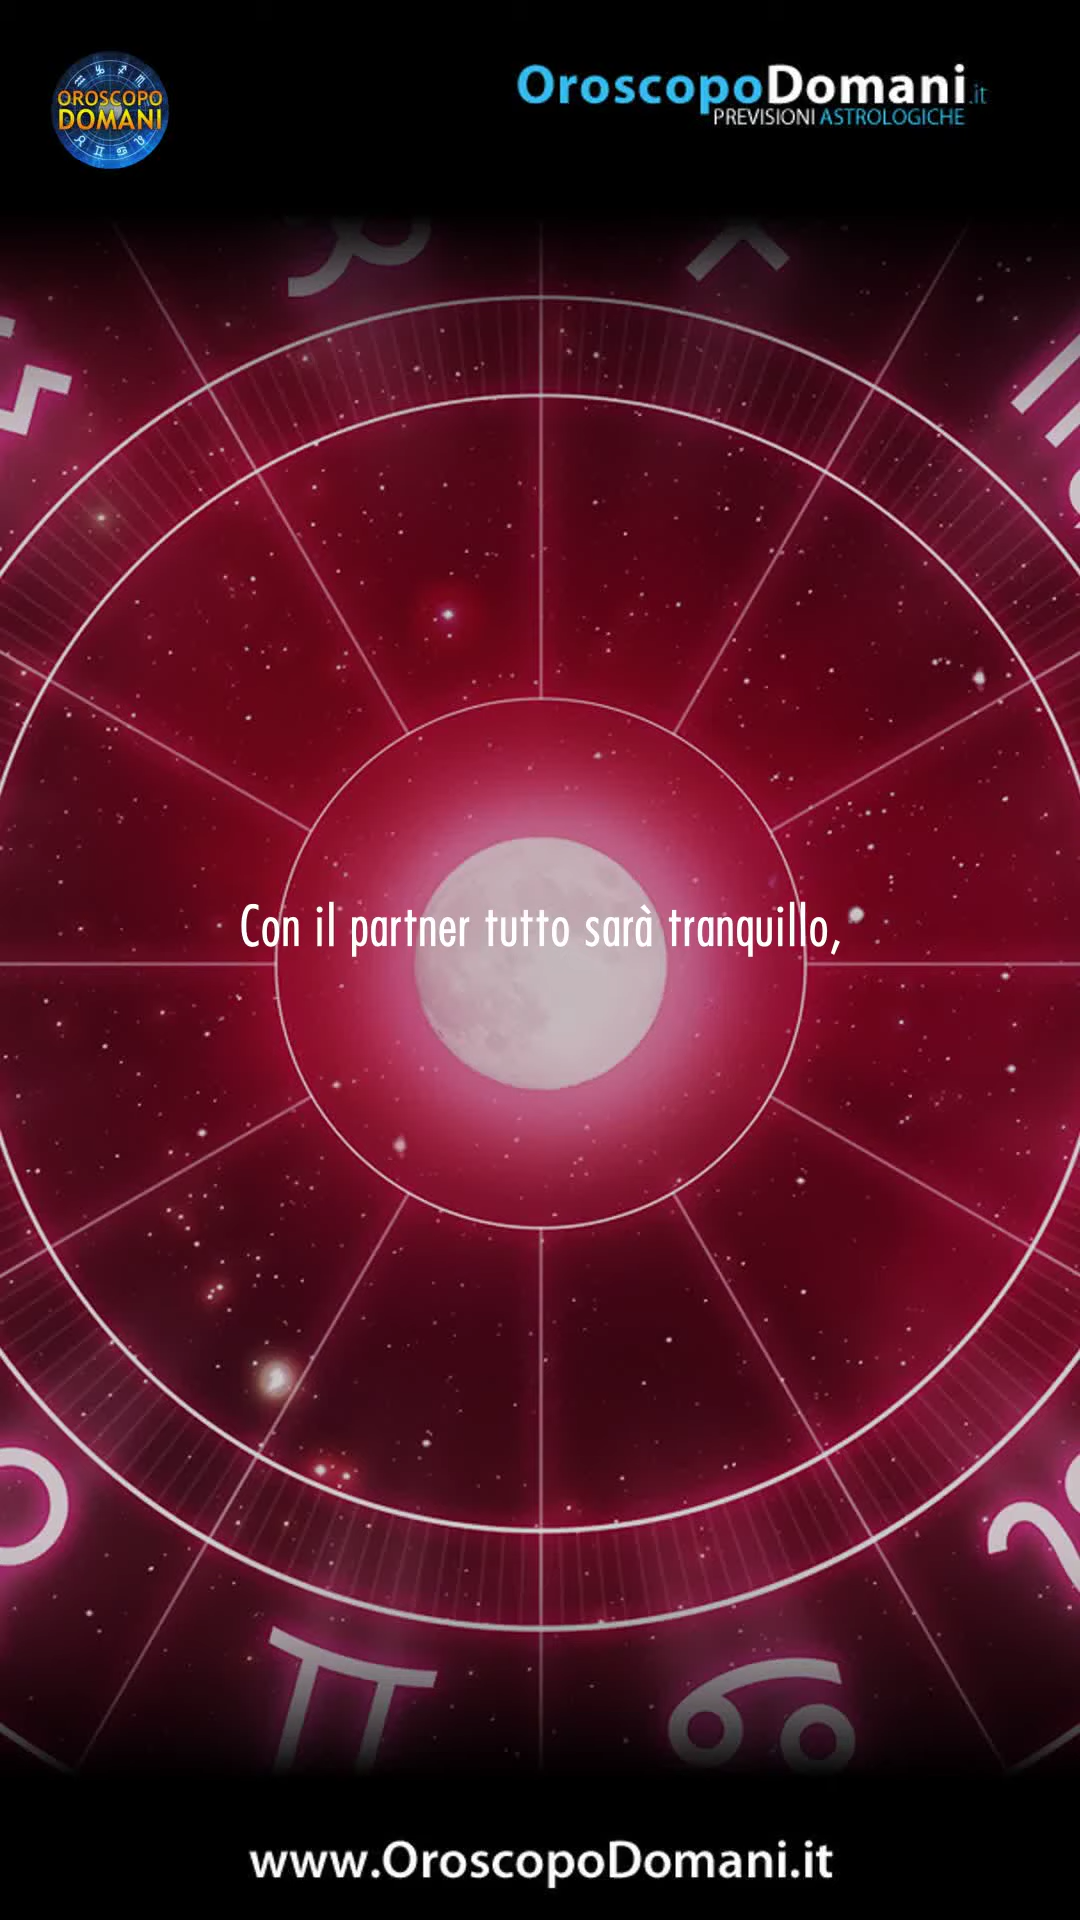 OROSCOPO
DOMANI
OroscopoDomani.it
PREVISIONI ASTROLOGICHE
Con il partner tutto sarà tranquillo,
www.OroscopoDomani.it